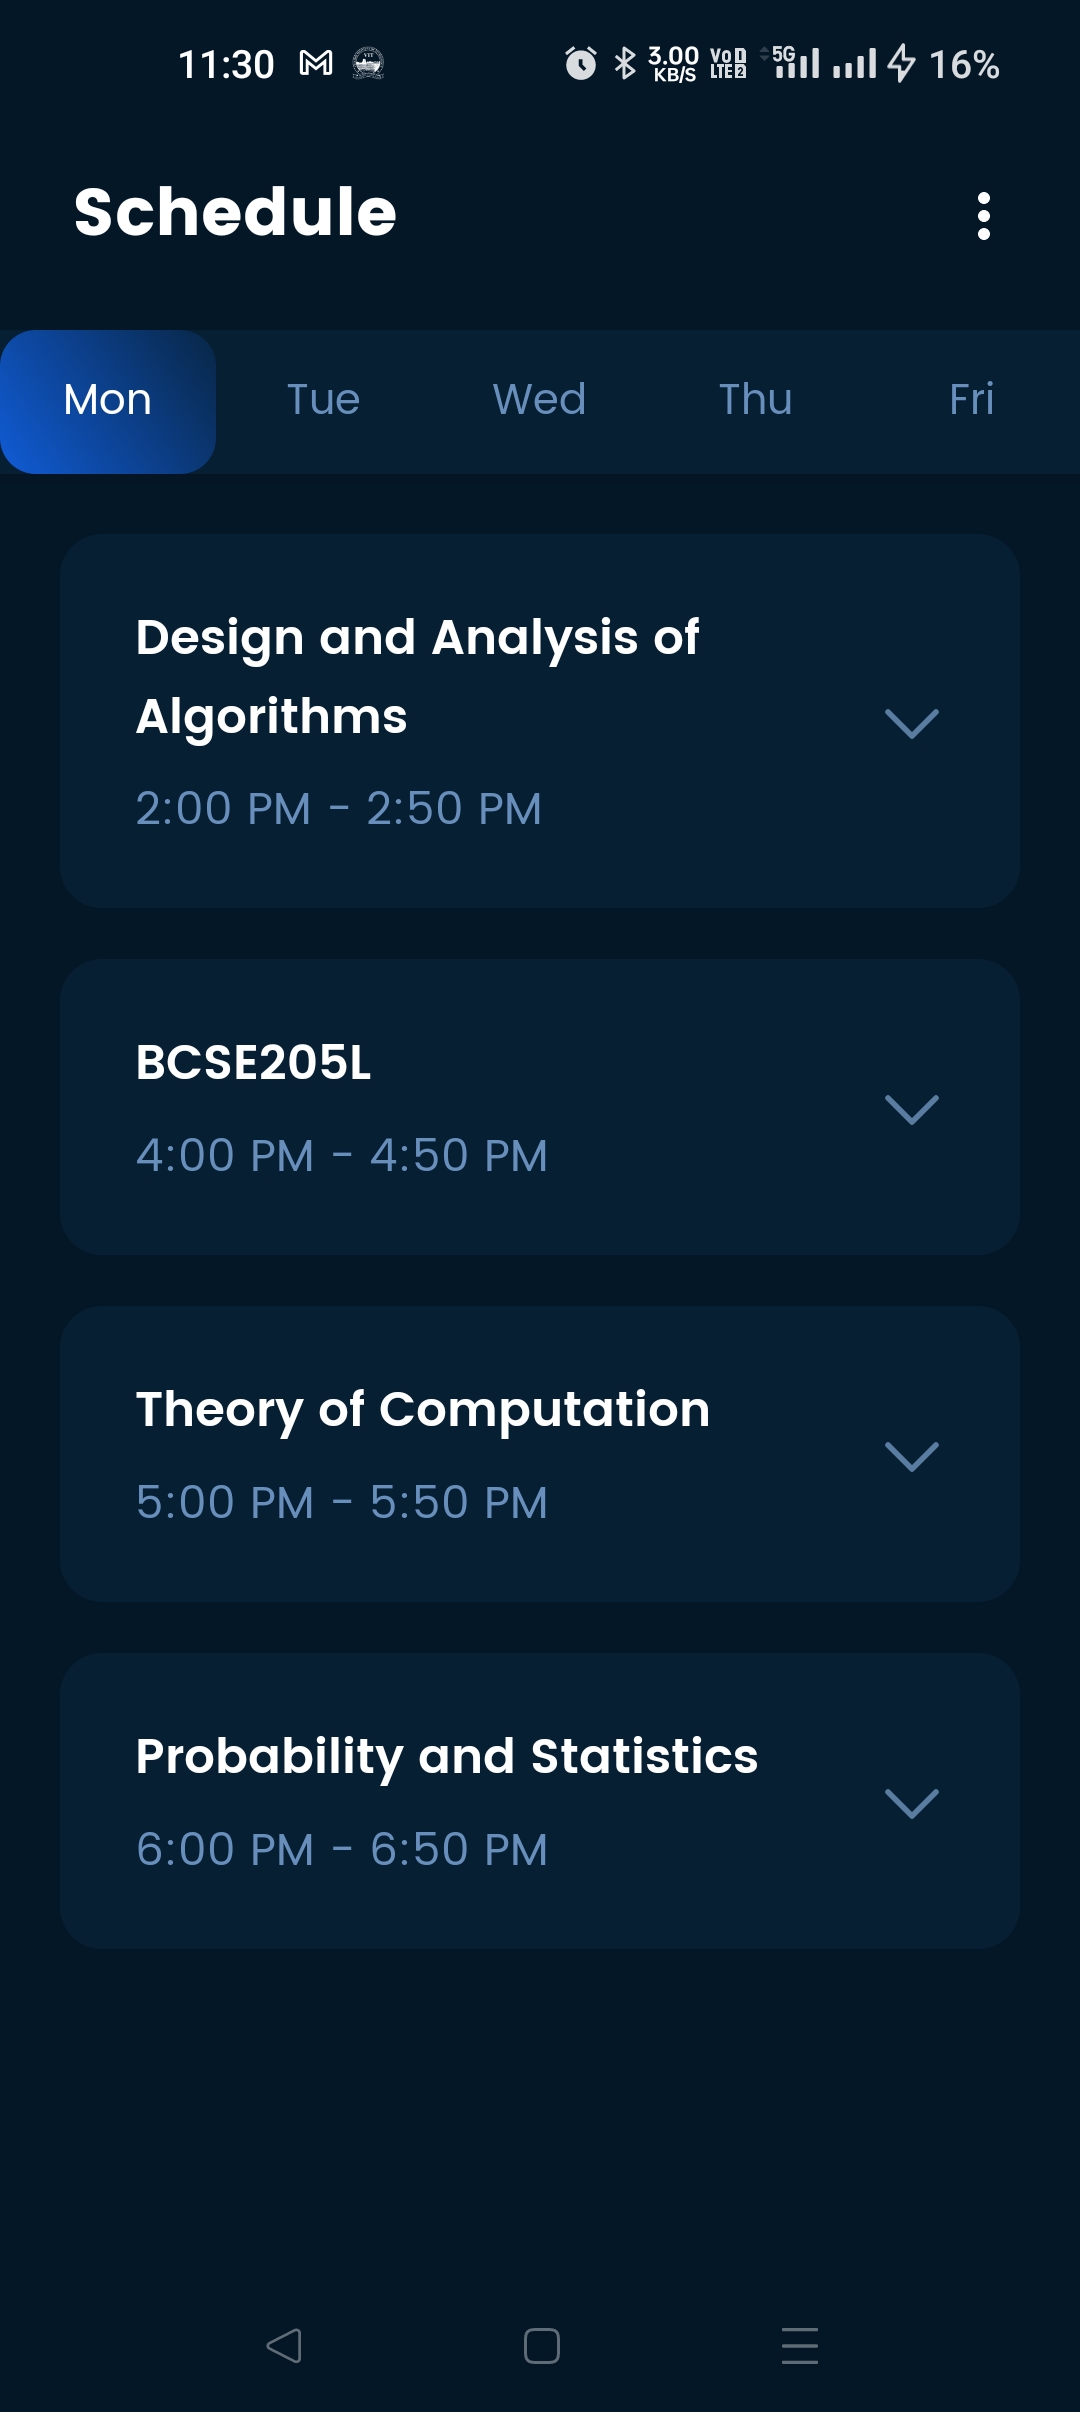 11:30 3.00 KB/S VoD LTE2 5G 16%
Schedule
Mon Tue Wed Thu Fri
Design and Analysis of
Algorithms
2:00 PM - 2:50 PM
BCSE205L
4:00 PM - 4:50 PM
Theory of Computation
5:00 PM - 5:50 PM
Probability and Statistics
6:00 PM - 6:50 PM